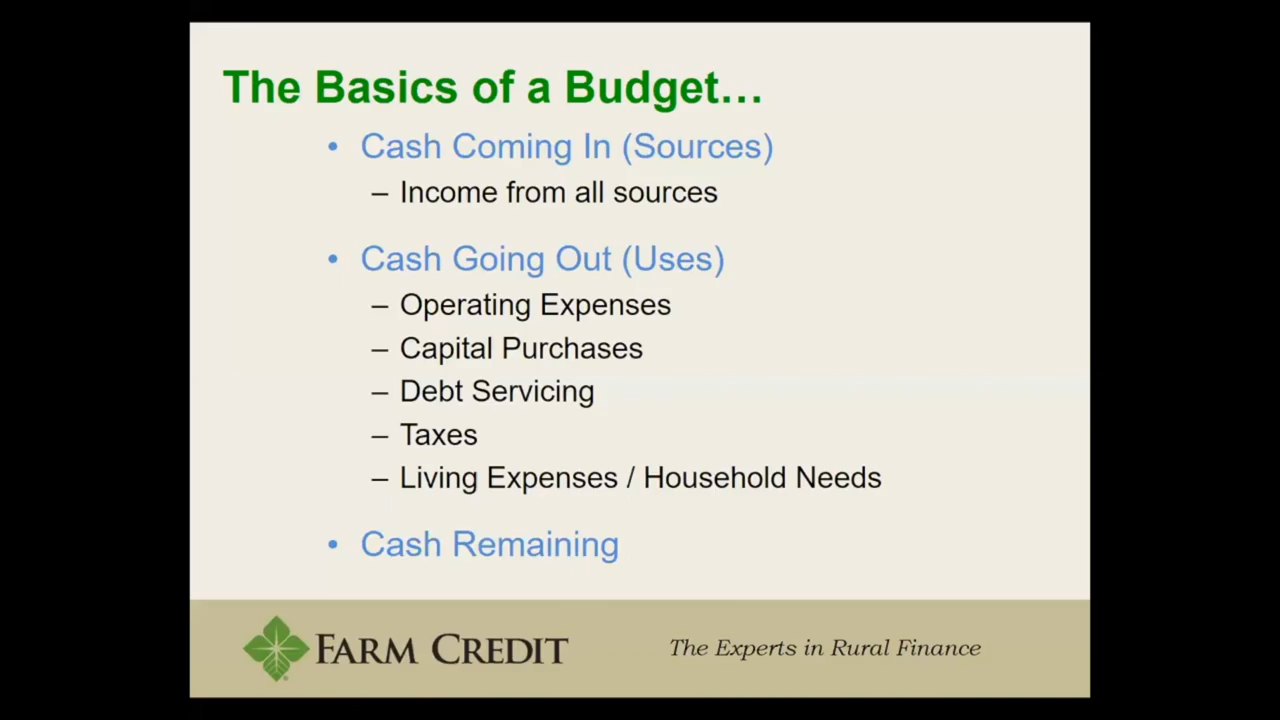 The Basics of a Budget…
• Cash Coming In (Sources)
– Income from all sources
• Cash Going Out (Uses)
– Operating Expenses
– Capital Purchases
– Debt Servicing
– Taxes
– Living Expenses / Household Needs
• Cash Remaining
FARM CREDIT
The Experts in Rural Finance